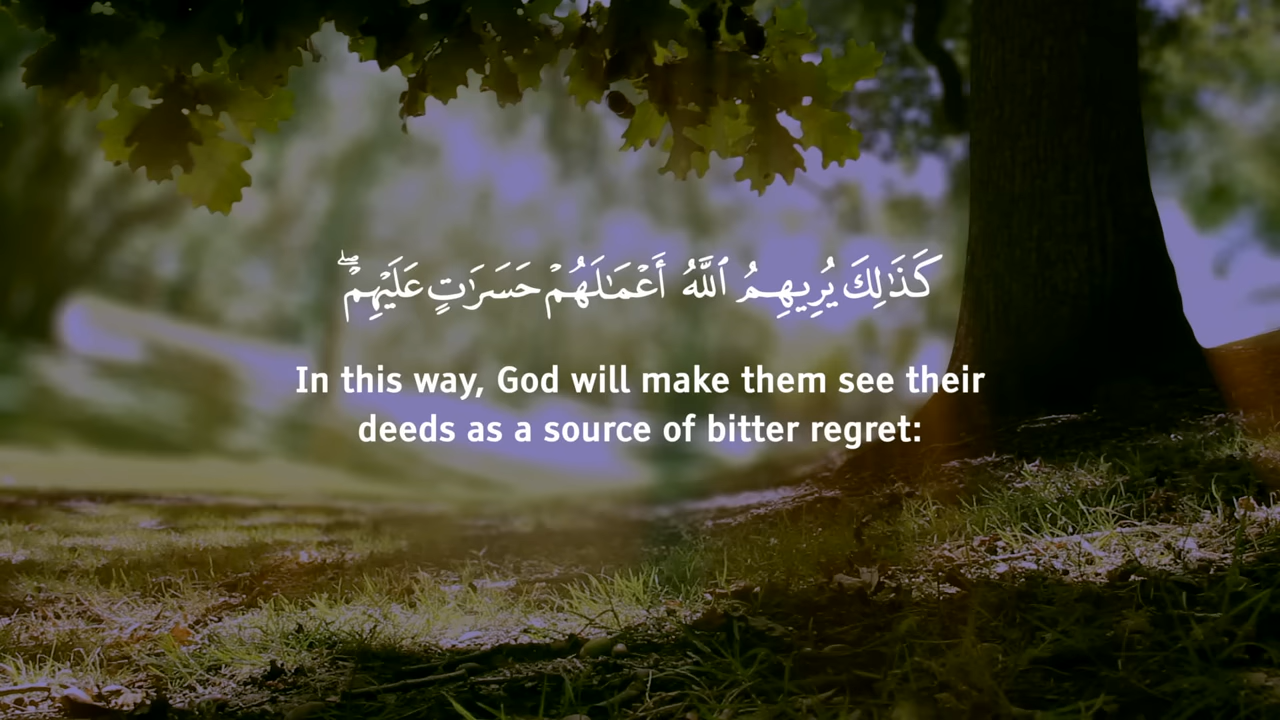 كَذَٰلِكَ يُرِيهِمُ ٱللَّهُ أَعْمَـٰلَهُمْ حَسَرَٰتٍ عَلَيْهِمْ ۖ
In this way, God will make them see their
deeds as a source of bitter regret: